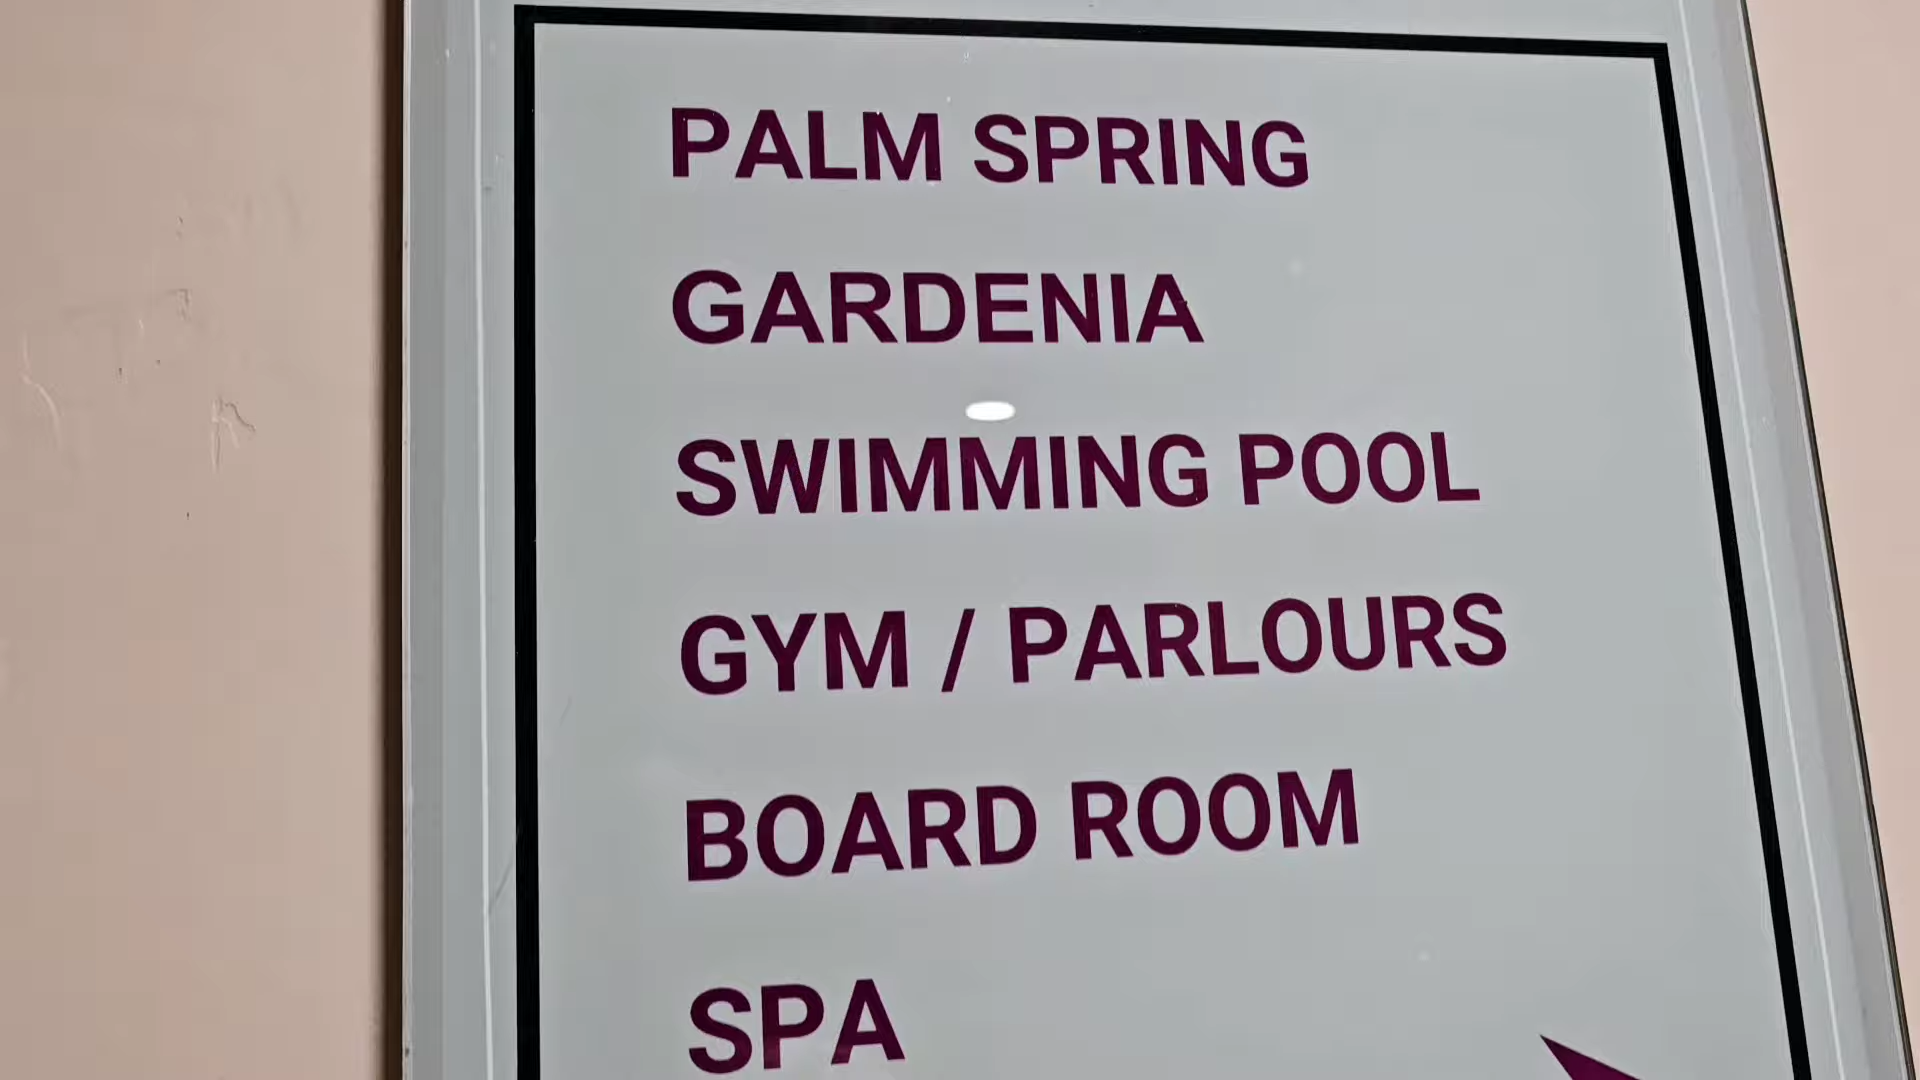 PALM SPRING
GARDENIA
SWIMMING POOL
GYM / PARLOURS
BOARD ROOM
SPA